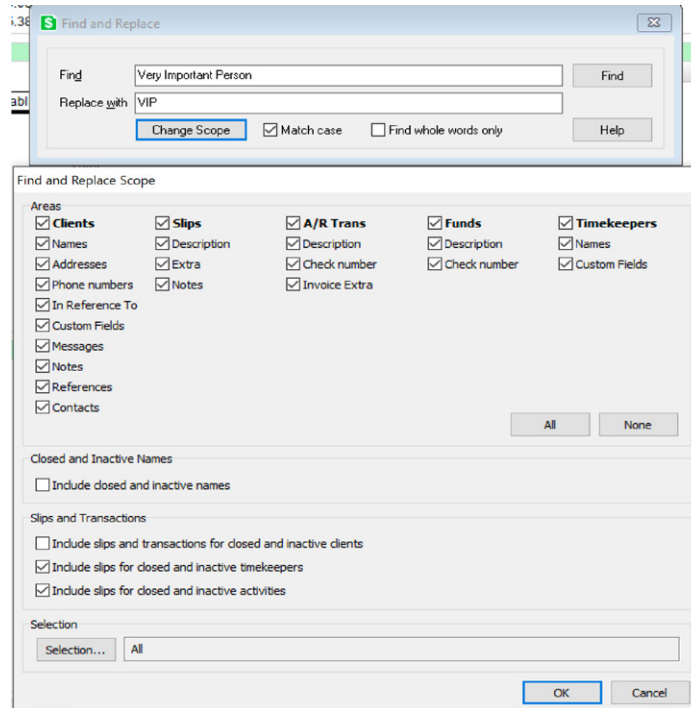 5.38
Find and Replace
Find Very Important Person Find
Replace with VIP
Change Scope Match case Find whole words only Help
Find and Replace Scope
Areas
Clients Slips A/R Trans Funds Timekeepers
Names Description Description Description Names
Addresses Extra Check number Check number Custom Fields
Phone numbers Notes Invoice Extra
In Reference To
Custom Fields
Messages
Notes
References
Contacts
All None
Closed and Inactive Names
Include closed and inactive names
Slips and Transactions
Include slips and transactions for closed and inactive clients
Include slips for closed and inactive timekeepers
Include slips for closed and inactive activities
Selection
Selection... All
OK Cancel